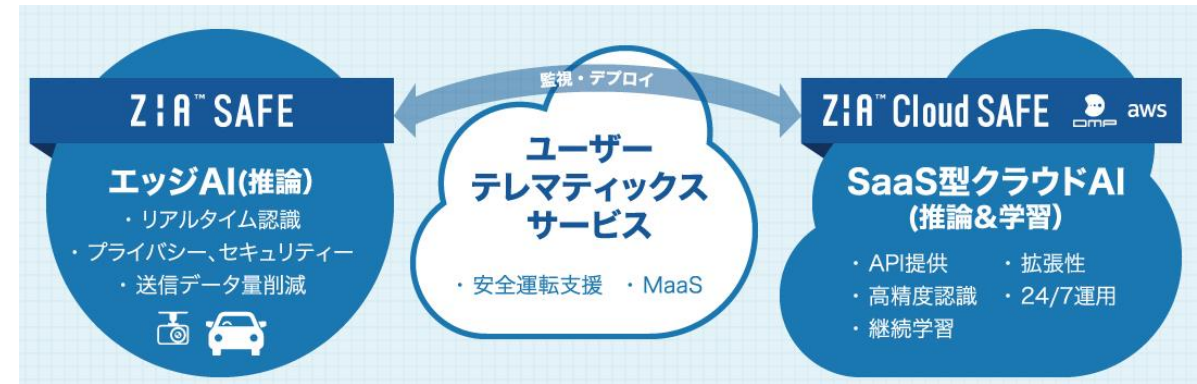 監視・デプロイ
ZIA™ SAFE
エッジAI(推論)
・リアルタイム認識
・プライバシー、セキュリティー
・送信データ量削減
ユーザー
テレマティックス
サービス
・安全運転支援 ・MaaS
ZIA™ Cloud SAFE DMP aws
SaaS型クラウドAI
(推論&学習)
・API提供 ・拡張性
・高精度認識 ・24/7運用
・継続学習